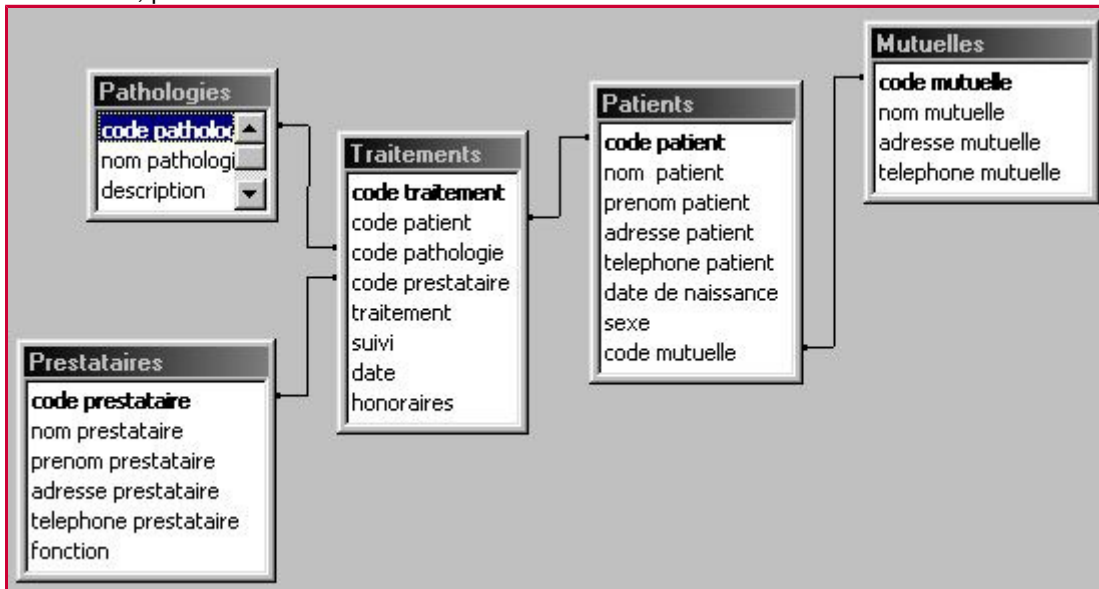 Pathologies
code patholog
nom pathologi
description
Traitements
code traitement
code patient
code pathologie
code prestataire
traitement
suivi
date
honoraires
Patients
code patient
nom patient
prenom patient
adresse patient
telephone patient
date de naissance
sexe
code mutuelle
Mutuelles
code mutuelle
nom mutuelle
adresse mutuelle
telephone mutuelle
Prestataires
code prestataire
nom prestataire
prenom prestataire
adresse prestataire
telephone prestataire
fonction